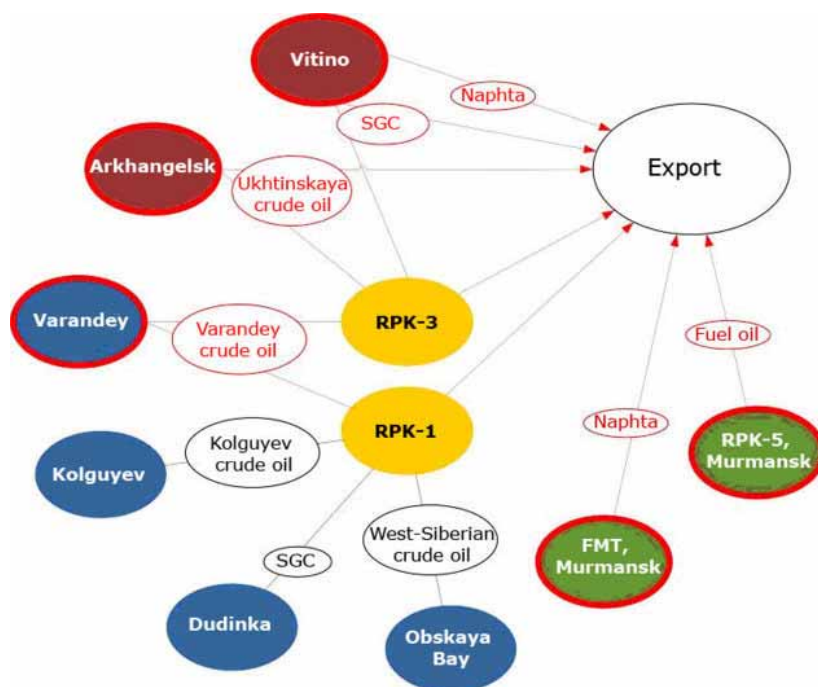 Vitino
Naphta
SGC
Export
Arkhangelsk
Ukhtinskaya
crude oil
Varandey
Varandey
crude oil
RPK-3
Fuel oil
RPK-1
Naphta
RPK-5,
Murmansk
Kolguyev
Kolguyev
crude oil
West-Siberian
crude oil
SGC
FMT,
Murmansk
Dudinka
Obskaya
Bay